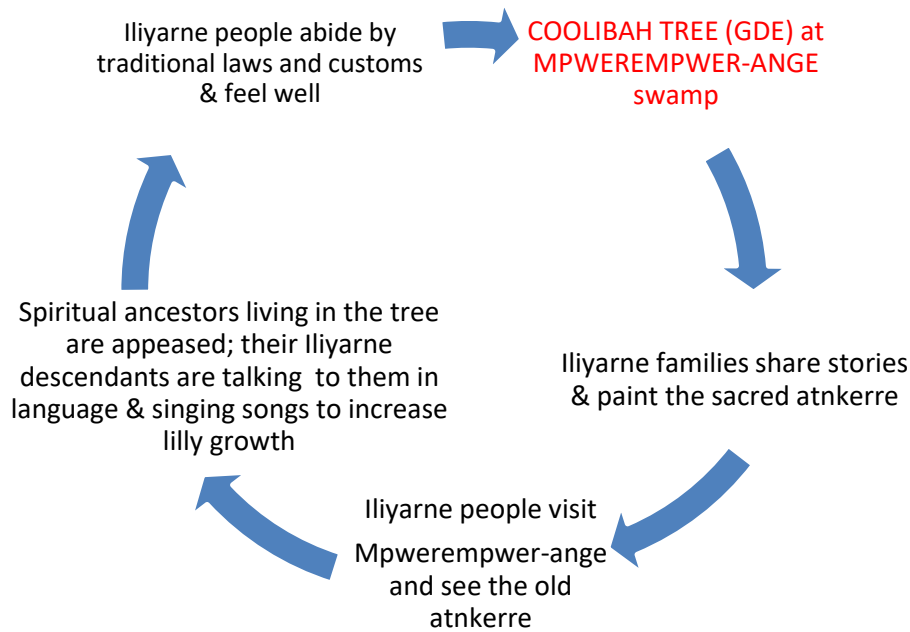 Iliyarne people abide by
traditional laws and customs
& feel well
COOLIBAH TREE (GDE) at
MPWEREMPWER-ANGE
swamp
Iliyarne families share stories
& paint the sacred atnkerre
Iliyarne people visit
Mpwerempwer-ange
and see the old
atnkerre
Spiritual ancestors living in the tree
are appeased; their Iliyarne
descendants are talking  to them in
language & singing songs to increase
lilly growth